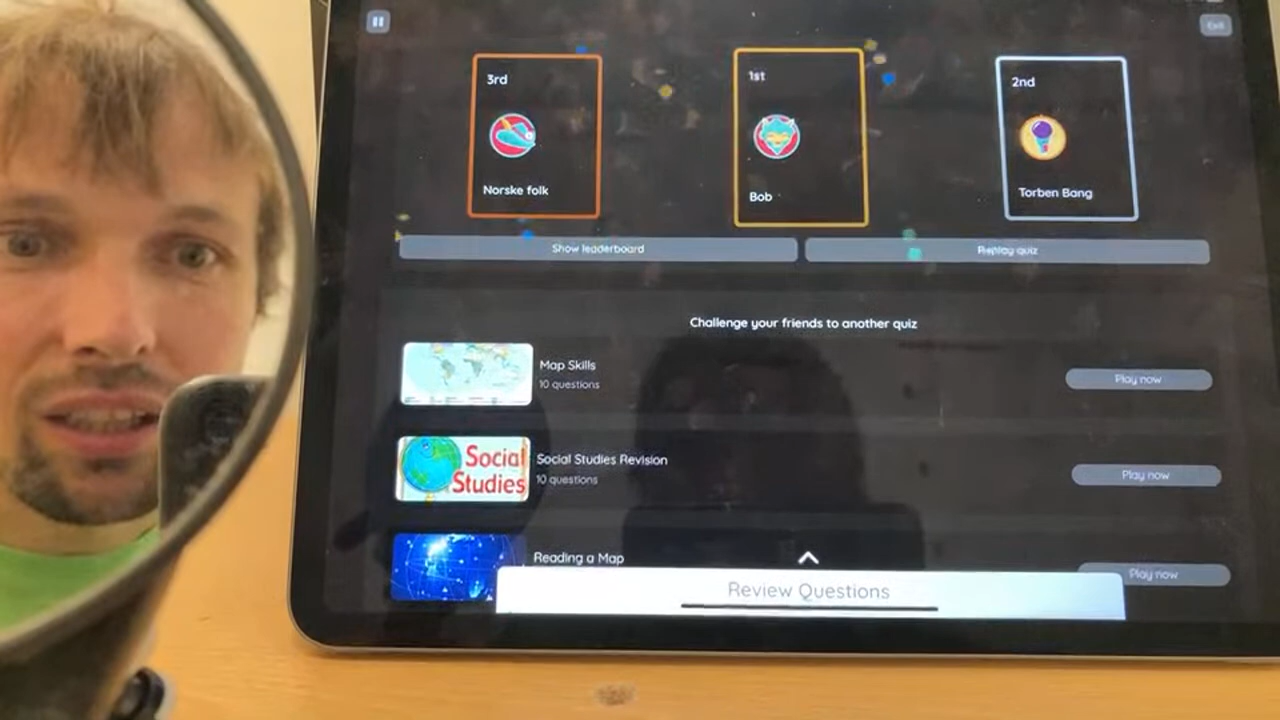 Exit
3rd
1st
2nd
Norske folk
Bob
Torben Bang
Show leaderboard
Replay quiz
Challenge your friends to another quiz
Map Skills
10 questions
Play now
Social Studies
Social Studies Revision
10 questions
Play now
Reading a Map
Play now
Review Questions